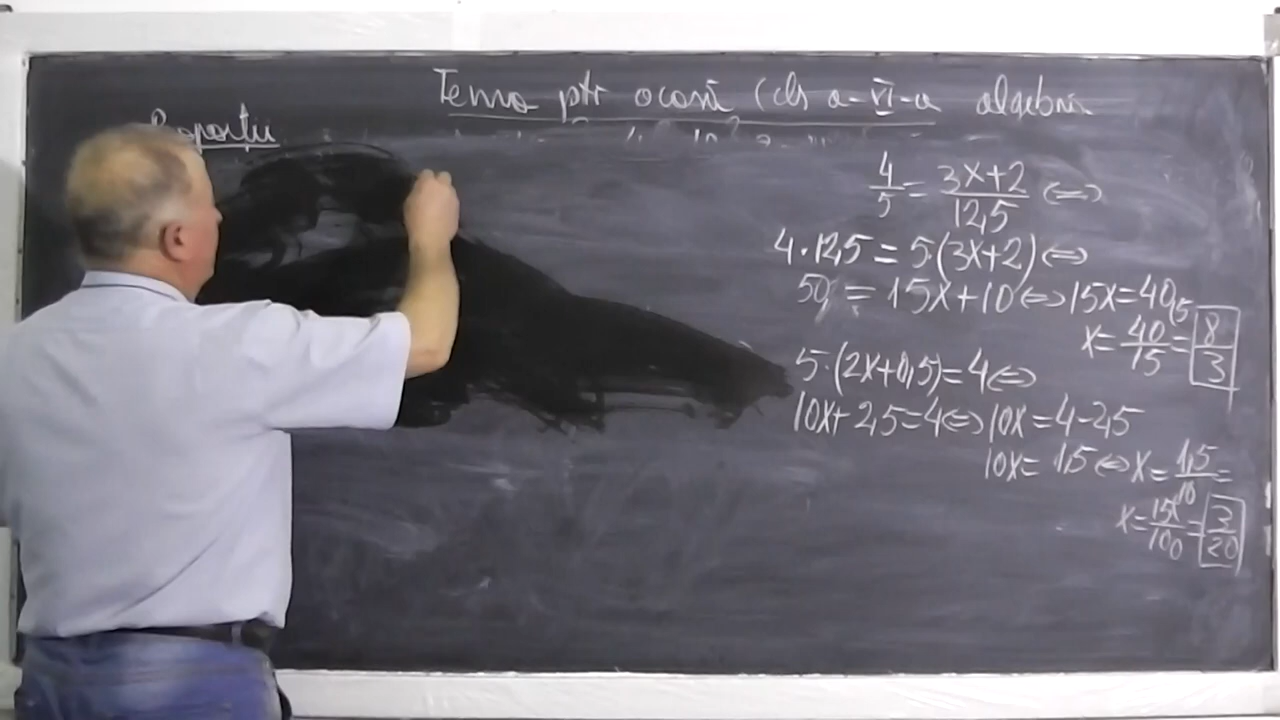 Tema ptr acasă (cls a-VI-a algebră
Proporții
4/5 = (3x+2)/12,5 ⇔
4·12,5 = 5·(3x+2) ⇔
50 = 15x+10 ⇔ 15x=40
x= 40/15 = 8/3
5·(2x+0,5)=4 ⇔
10x+2,5=4 ⇔ 10x=4-2,5
10x= 1,5 ⇔ x= 1,5/10 =
x= 15/100 = 3/20